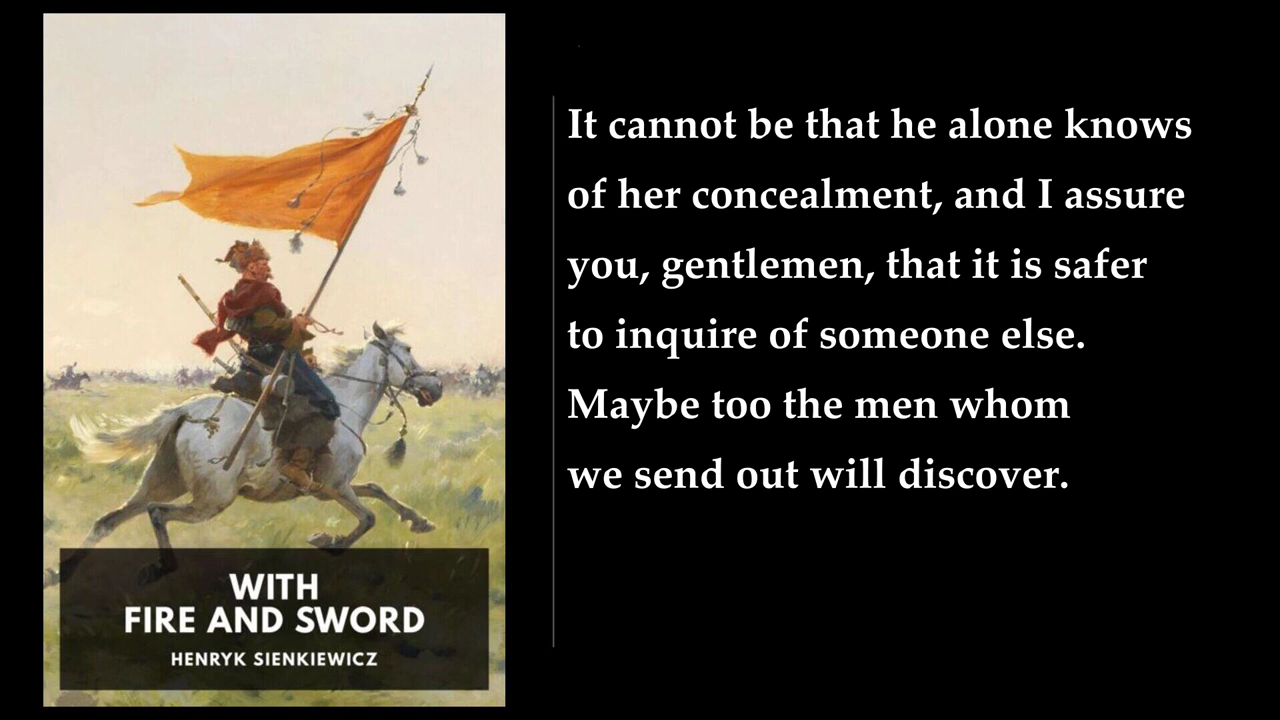 It cannot be that he alone knows
of her concealment, and I assure
you, gentlemen, that it is safer
to inquire of someone else.
Maybe too the men whom
we send out will discover.
WITH
FIRE AND SWORD
HENRYK SIENKIEWICZ